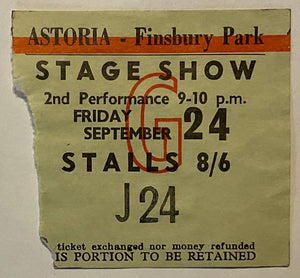 ASTORIA - Finsbury Park
STAGE SHOW
G
2nd Performance 9-10 p.m.
FRIDAY
SEPTEMBER 24
STALLS 8/6
J 24
ticket exchanged nor money refunded
IS PORTION TO BE RETAINED